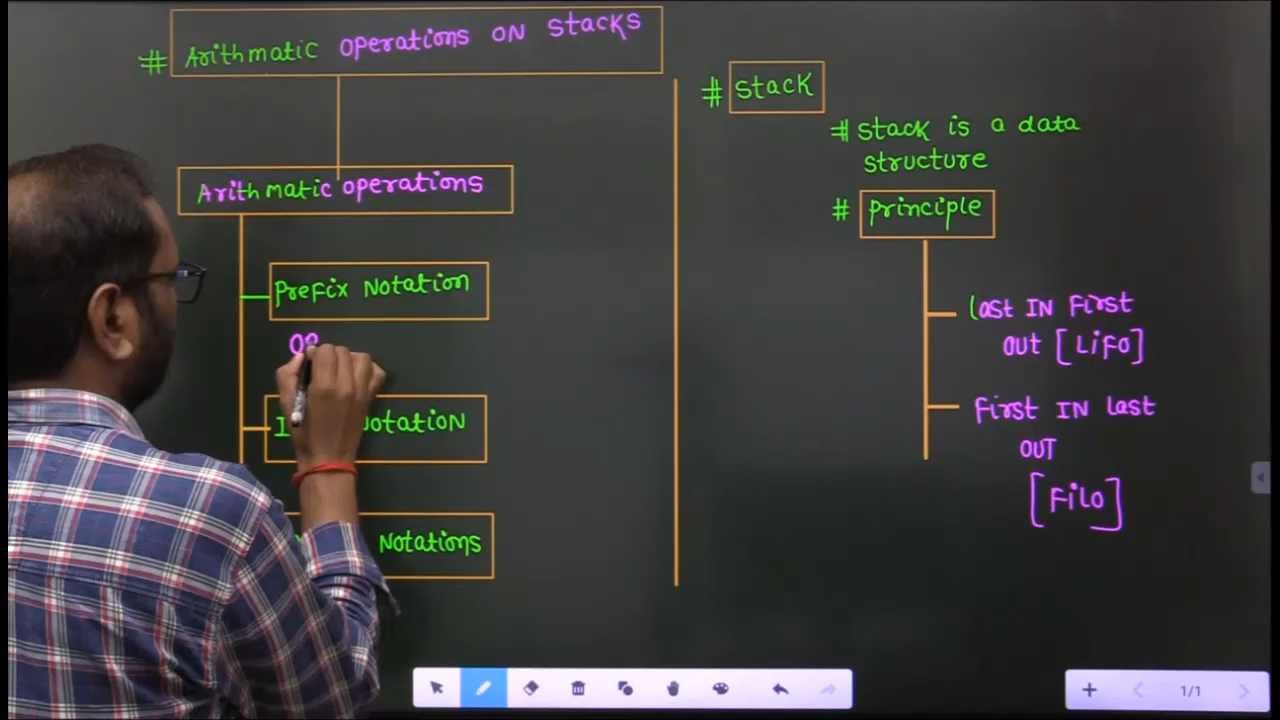 # Arithmatic operations ON Stacks
Arithmatic operations
Prefix Notation
Notation
Notations
# Stack
# Stack is a data
structure
# Principle
Last IN First
OUT [LiFo]
First IN last
OUT
[FiLo]
1/1